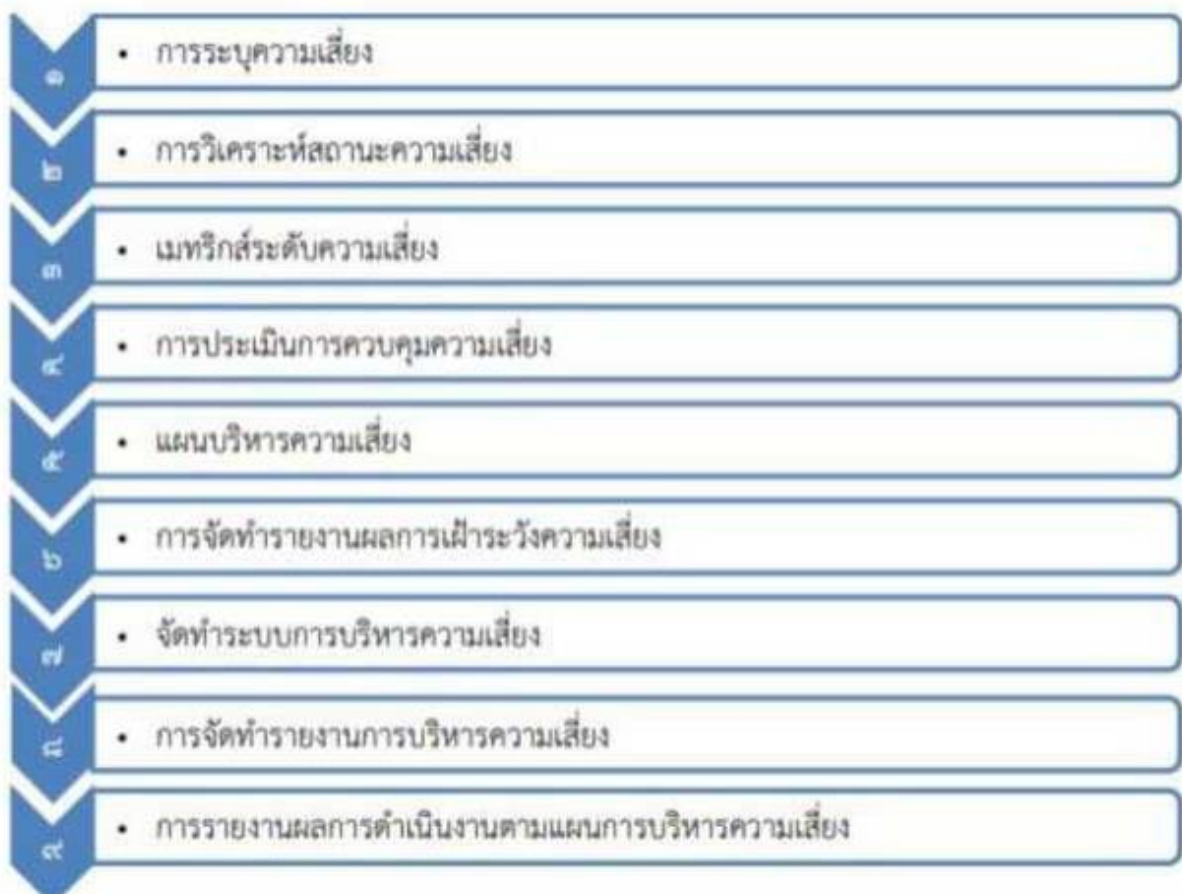 ๑ • การระบุความเสี่ยง
๒ • การวิเคราะห์สถานะความเสี่ยง
๓ • เมทริกส์ระดับความเสี่ยง
๔ • การประเมินการควบคุมความเสี่ยง
๕ • แผนบริหารความเสี่ยง
๖ • การจัดทำรายงานผลการเฝ้าระวังความเสี่ยง
๗ • จัดทำระบบการบริหารความเสี่ยง
๘ • การจัดทำรายงานการบริหารความเสี่ยง
๙ • การรายงานผลการดำเนินงานตามแผนการบริหารความเสี่ยง